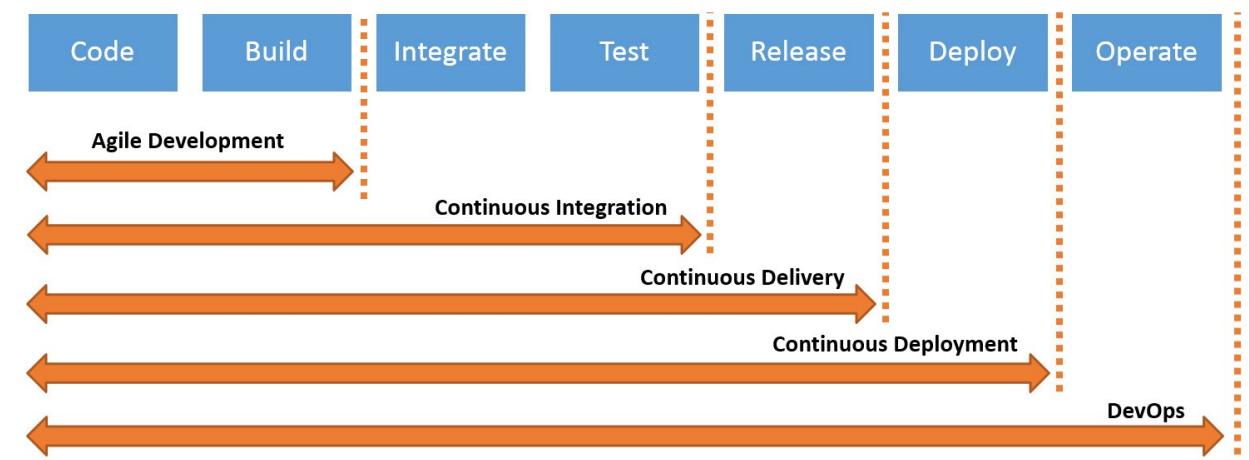 Code
Build
Integrate
Test
Release
Deploy
Operate
Agile Development
Continuous Integration
Continuous Delivery
Continuous Deployment
DevOps